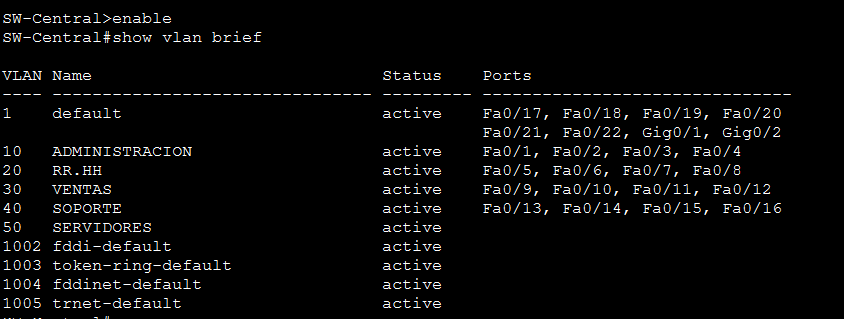 SW-Central>enable
SW-Central#show vlan brief
VLAN Name                             Status    Ports
---- -------------------------------- --------- -------------------------------
1    default                          active    Fa0/17, Fa0/18, Fa0/19, Fa0/20
                                                Fa0/21, Fa0/22, Gig0/1, Gig0/2
10   ADMINISTRACION                   active    Fa0/1, Fa0/2, Fa0/3, Fa0/4
20   RR.HH                            active    Fa0/5, Fa0/6, Fa0/7, Fa0/8
30   VENTAS                           active    Fa0/9, Fa0/10, Fa0/11, Fa0/12
40   SOPORTE                          active    Fa0/13, Fa0/14, Fa0/15, Fa0/16
50   SERVIDORES                       active
1002 fddi-default                     active
1003 token-ring-default               active
1004 fddinet-default                  active
1005 trnet-default                    active